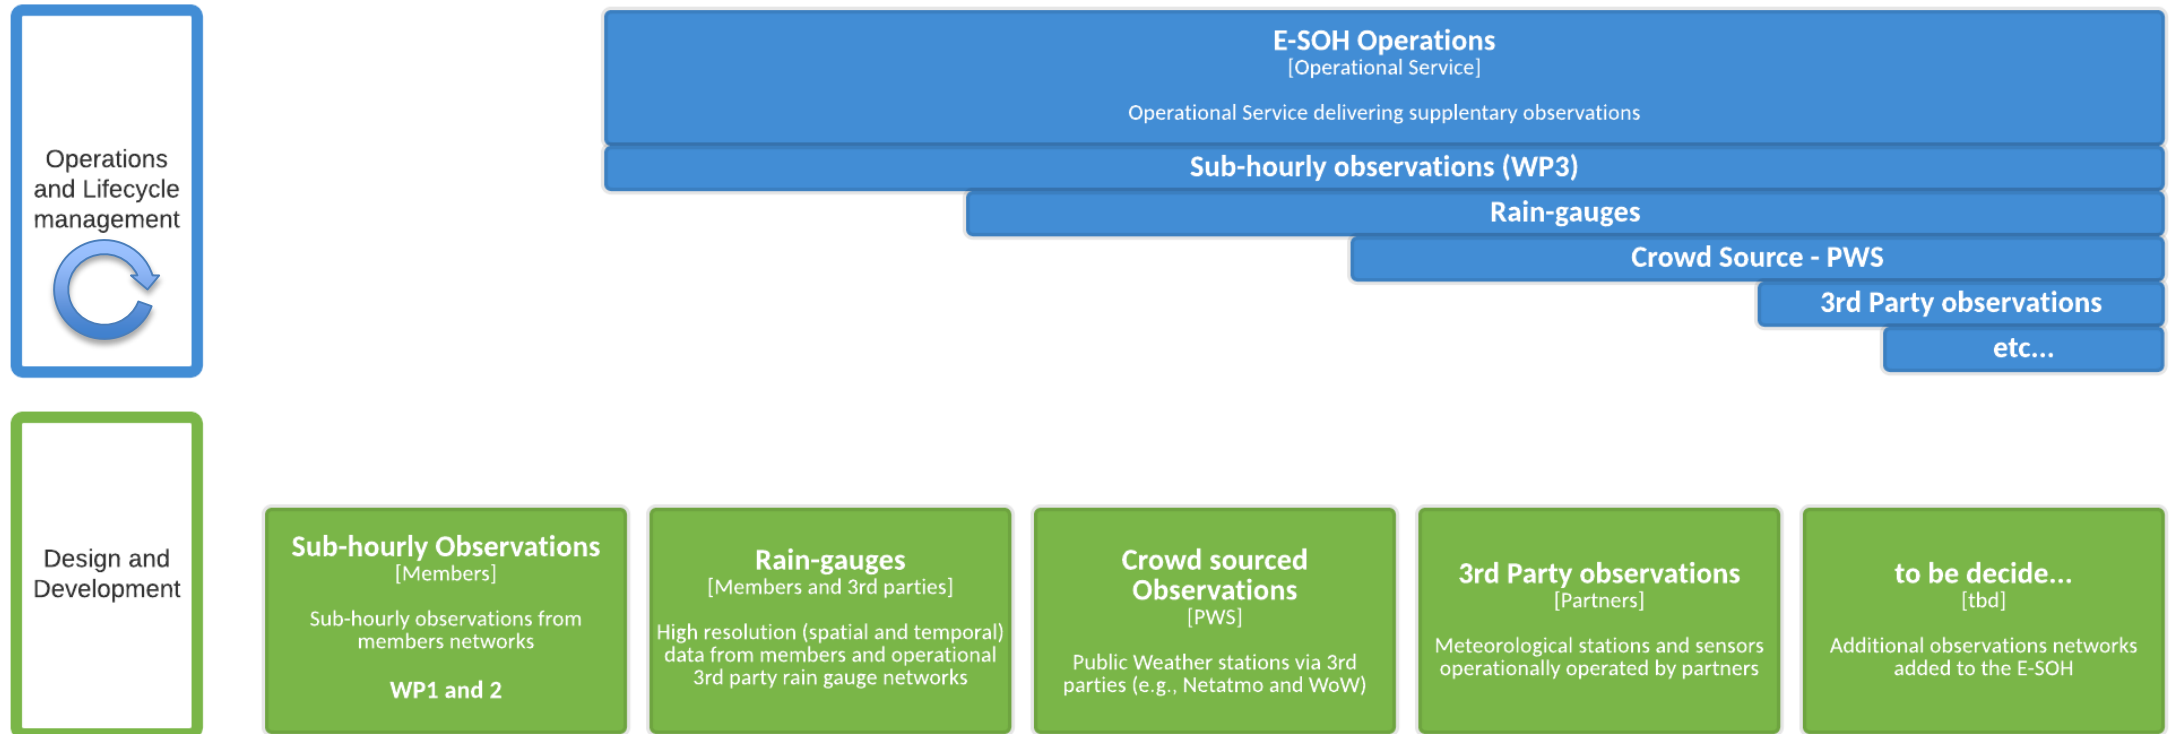 Operations
and Lifecycle
management
E-SOH Operations
[Operational Service]
Operational Service delivering supplentary observations
Sub-hourly observations (WP3)
Rain-gauges
Crowd Source - PWS
3rd Party observations
etc...
Design and
Development
Sub-hourly Observations
[Members]
Sub-hourly observations from
members networks
WP1 and 2
Rain-gauges
[Members and 3rd parties]
High resolution (spatial and temporal)
data from members and operational
3rd party rain gauge networks
Crowd sourced
Observations
[PWS]
Public Weather stations via 3rd
parties (e.g., Netatmo and WoW)
3rd Party observations
[Partners]
Meteorological stations and sensors
operationally operated by partners
to be decide...
[tbd]
Additional observations networks
added to the E-SOH